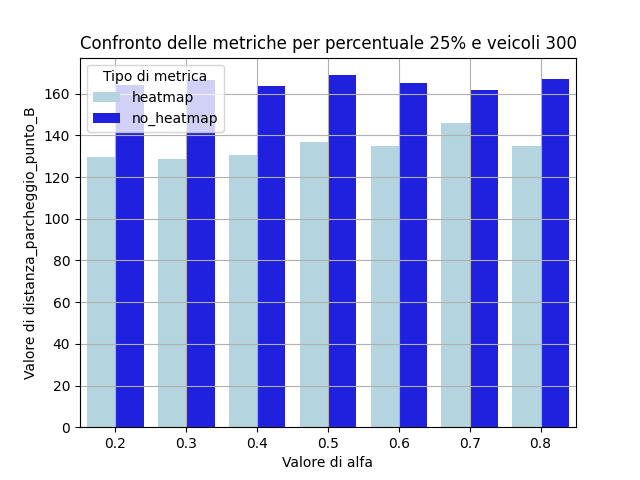 Confronto delle metriche per percentuale 25% e veicoli 300
Tipo di metrica
heatmap
no_heatmap
Valore di distanza_parcheggio_punto_B
160
140
120
100
80
60
40
20
0
0.2 0.3 0.4 0.5 0.6 0.7 0.8
Valore di alfa